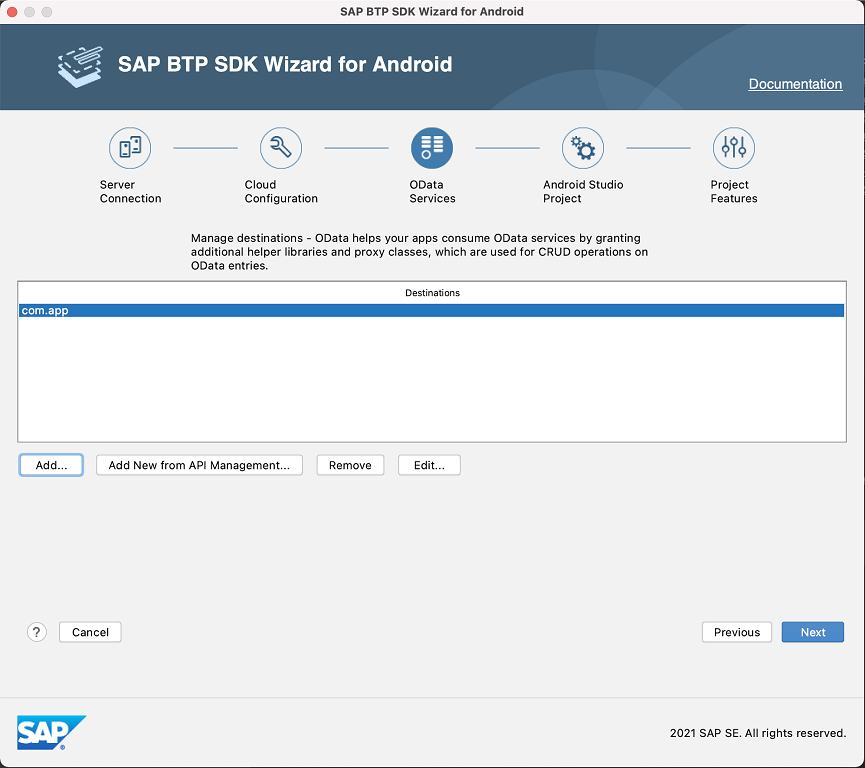 SAP BTP SDK Wizard for Android
SAP BTP SDK Wizard for Android
Documentation
Server
Connection
Cloud
Configuration
OData
Services
Android Studio
Project
Project
Features
Manage destinations - OData helps your apps consume OData services by granting
additional helper libraries and proxy classes, which are used for CRUD operations on
OData entries.
Destinations
com.app
Add...
Add New from API Management...
Remove
Edit...
?
Cancel
Previous
Next
SAP®
2021 SAP SE. All rights reserved.